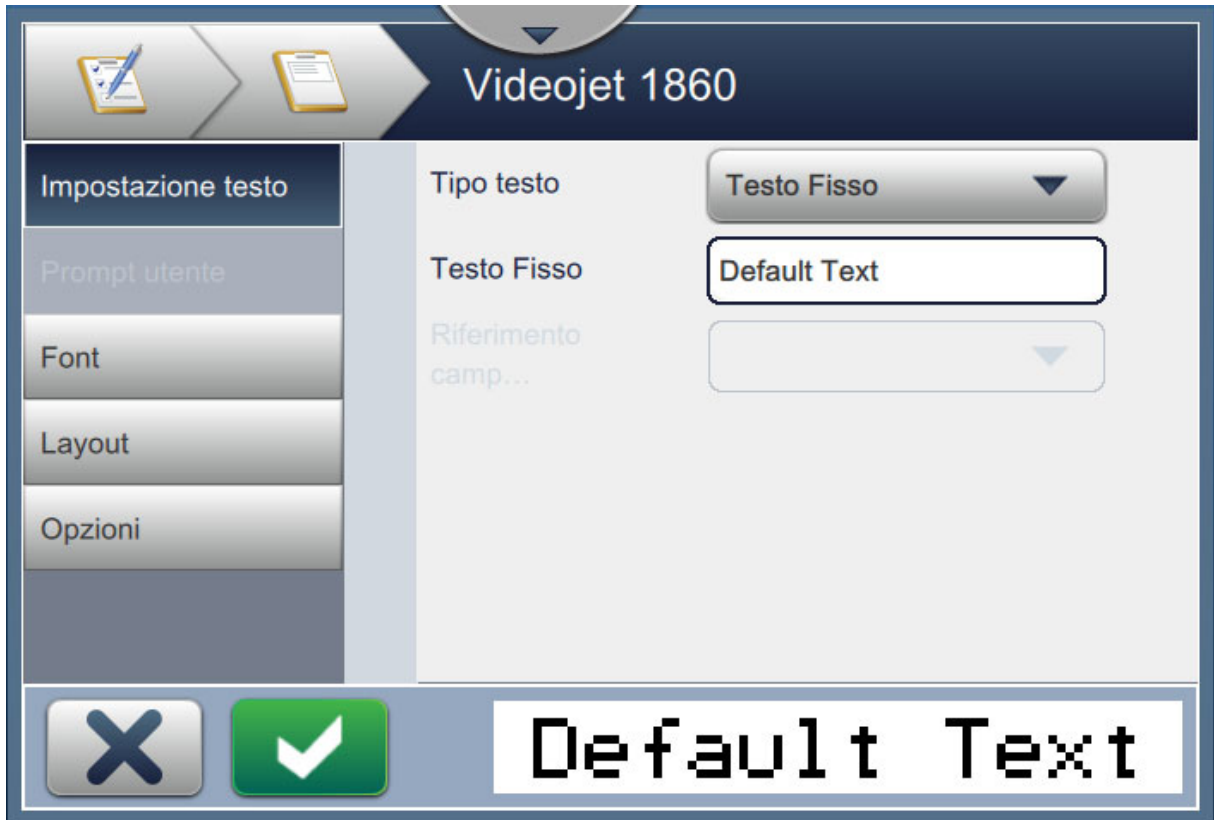 Videojet 1860
Impostazione testo
Prompt utente
Font
Layout
Opzioni
Tipo testo
Testo Fisso
Testo Fisso
Default Text
Riferimento
camp...
Default Text